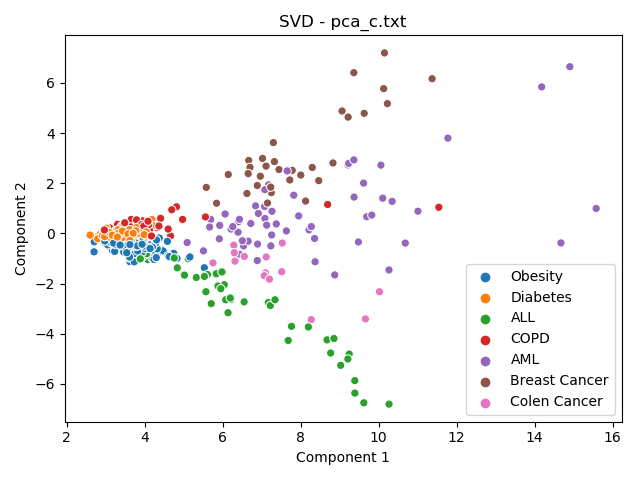 SVD - pca_c.txt
Component 2
6
4
2
0
−2
−4
−6
Obesity
Diabetes
ALL
COPD
AML
Breast Cancer
Colen Cancer
2 4 6 8 10 12 14 16
Component 1